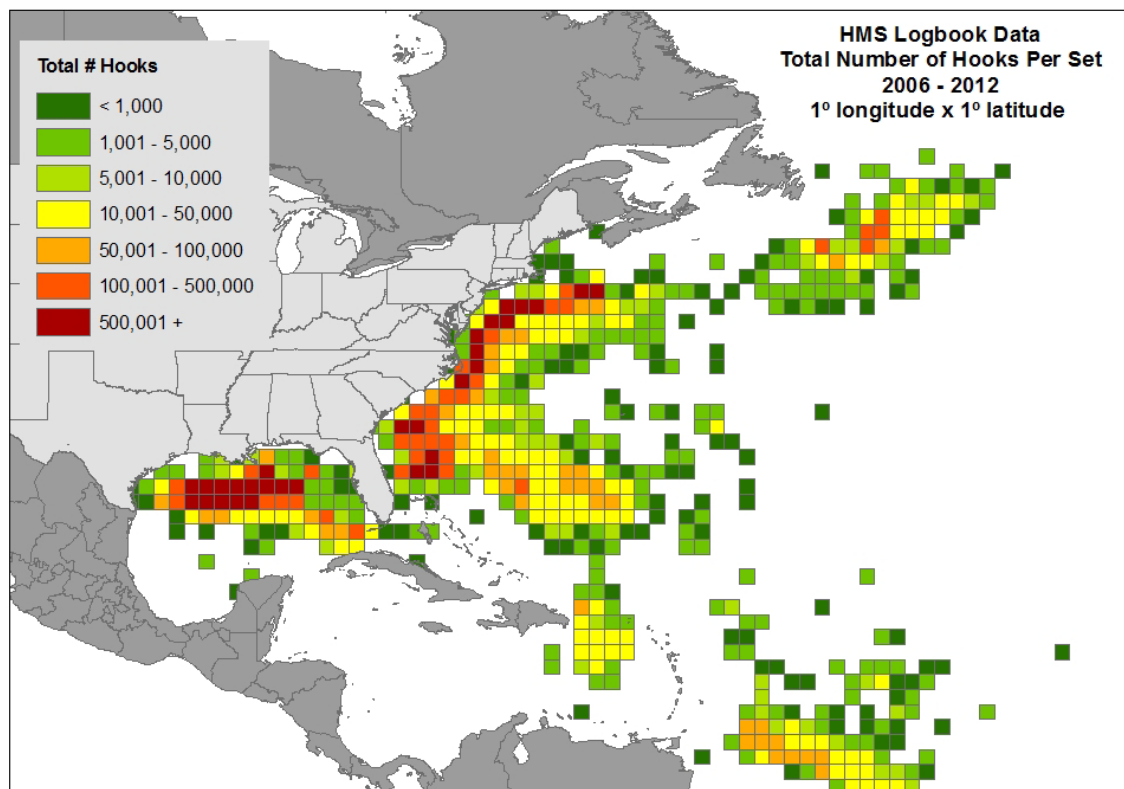 HMS Logbook Data
Total Number of Hooks Per Set
2006 - 2012
1º longitude x 1º latitude
Total # Hooks
< 1,000
1,001 - 5,000
5,001 - 10,000
10,001 - 50,000
50,001 - 100,000
100,001 - 500,000
500,001 +